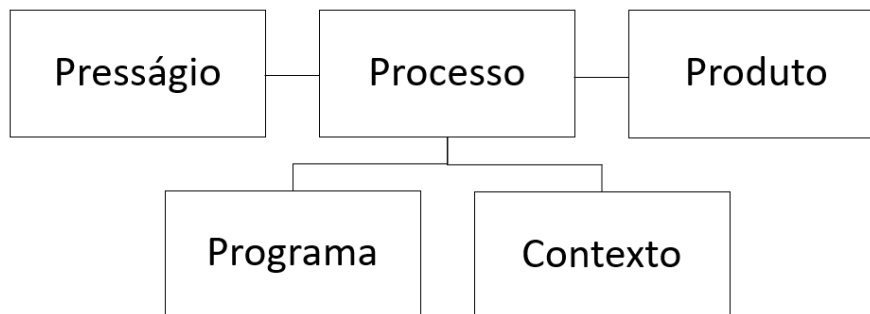 Presságio
Processo
Produto
Programa
Contexto